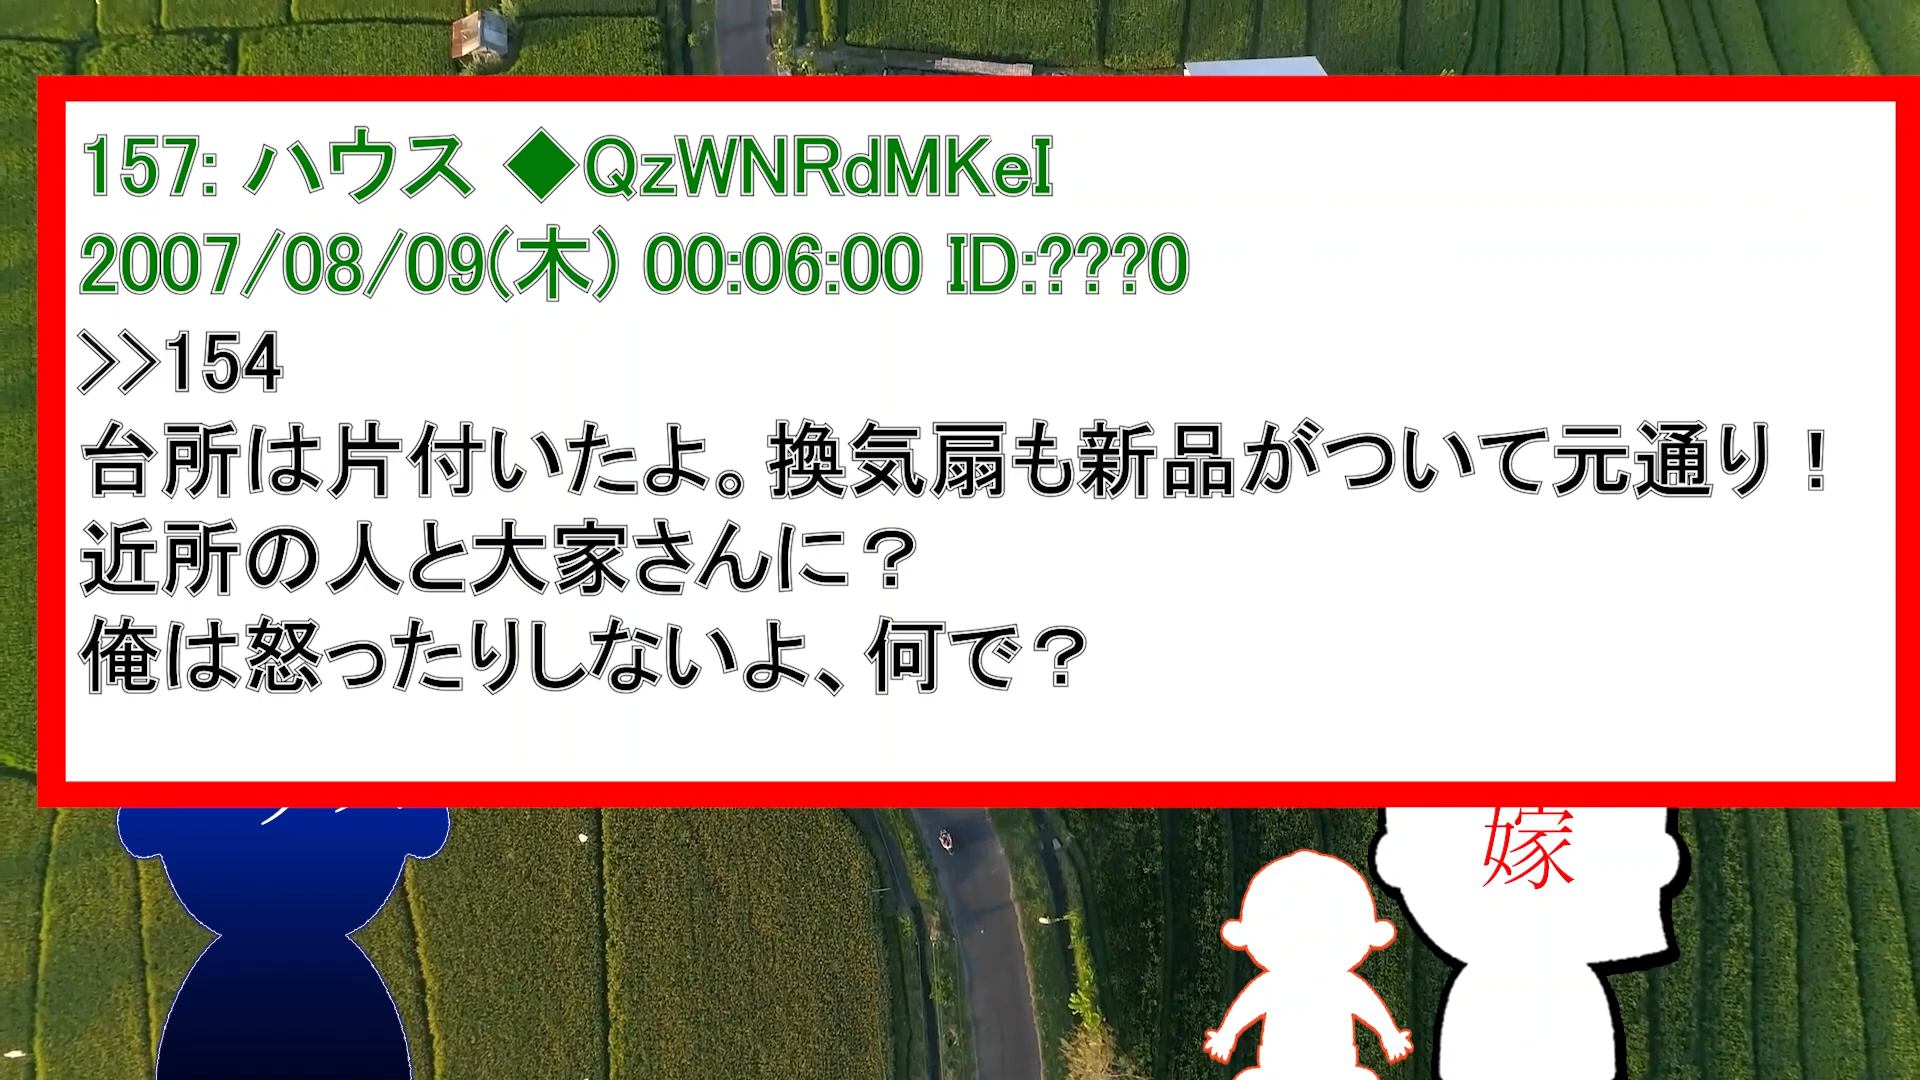 157: ハウス ◆QzWNRdMKeI
2007/08/09(木) 00:06:00 ID:???0
>>154
台所は片付いたよ。換気扇も新品がついて元通り！
近所の人と大家さんに？
俺は怒ったりしないよ、何で？
嫁